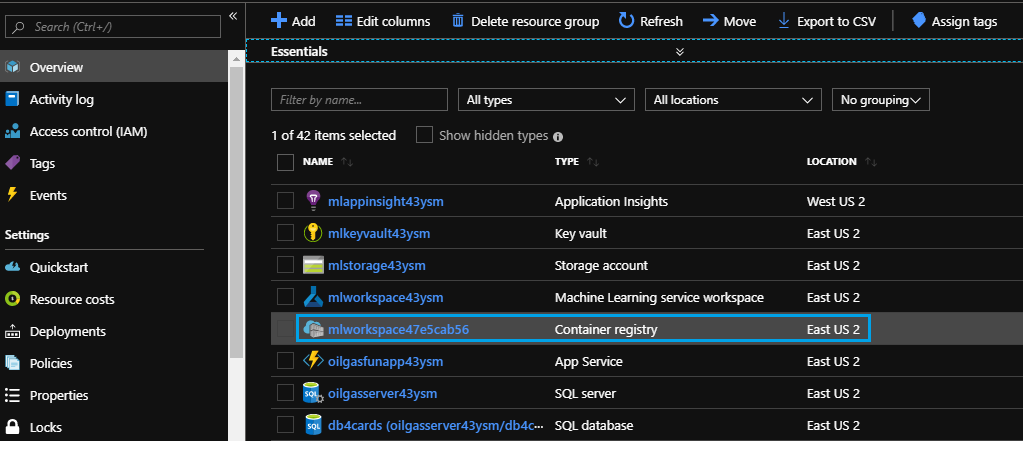 Search (Ctrl+/)
«
Overview
Activity log
Access control (IAM)
Tags
Events
Settings
Quickstart
Resource costs
Deployments
Policies
Properties
Locks
Add Edit columns Delete resource group Refresh Move Export to CSV Assign tags
Essentials
Filter by name... All types All locations No grouping
1 of 42 items selected Show hidden types
NAME TYPE LOCATION
mlappinsight43ysm Application Insights West US 2
mlkeyvault43ysm Key vault East US 2
mlstorage43ysm Storage account East US 2
mlworkspace43ysm Machine Learning service workspace East US 2
mlworkspace47e5cab56 Container registry East US 2
oilgasfunapp43ysm App Service East US 2
oilgasserver43ysm SQL server East US 2
db4cards (oilgasserver43ysm/db4c... SQL database East US 2